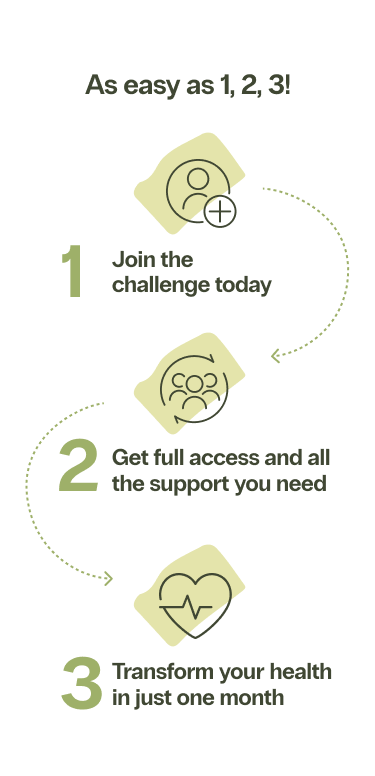 As easy as 1, 2, 3!
1
Join the
challenge today
2
Get full access and all
the support you need
3
Transform your health
in just one month